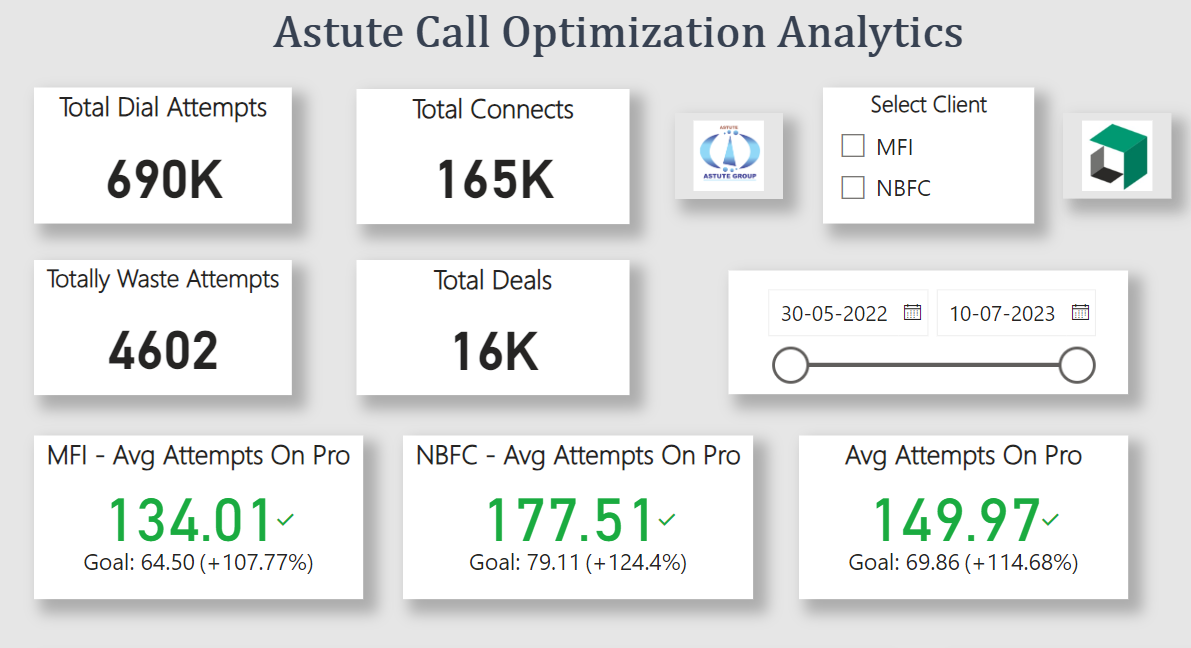 Astute Call Optimization Analytics
Total Dial Attempts
690K
Total Connects
165K
ASTUTE
ASTUTE GROUP
Select Client
MFI
NBFC
Totally Waste Attempts
4602
Total Deals
16K
30-05-2022
10-07-2023
MFI - Avg Attempts On Pro
134.01
Goal: 64.50 (+107.77%)
NBFC - Avg Attempts On Pro
177.51
Goal: 79.11 (+124.4%)
Avg Attempts On Pro
149.97
Goal: 69.86 (+114.68%)